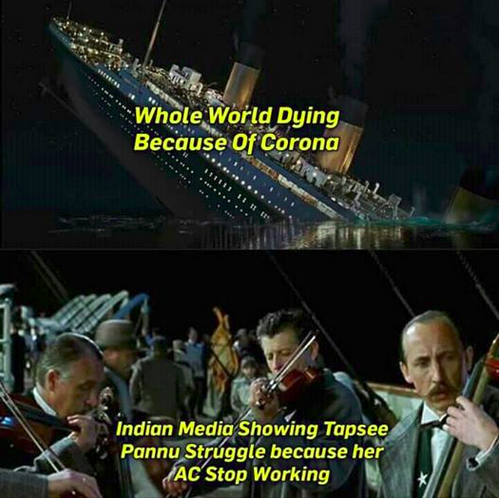 Whole World Dying
Because Of Corona
Indian Media Showing Tapsee
Pannu Struggle because her
AC Stop Working